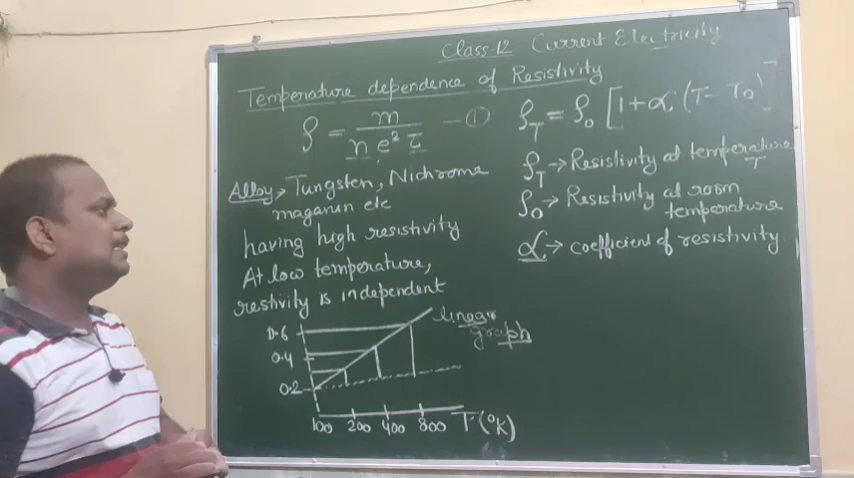 Class-12 Current Electricity
Temperature dependence of Resistivity
ρ = m / n e² τ — ①
Alloy → Tungsten, Nichrome
maganin etc
having high resistivity
At low temperature,
restivity is independent
linear
graph
0.6
0.4
0.2
100 200 400 800 T(°K)
ρT = ρ0 [1+α (T- T0)]
ρT → Resistivity at temperature
T
ρ0 → Resistivity at room
temperature
α → coefficient of resistivity